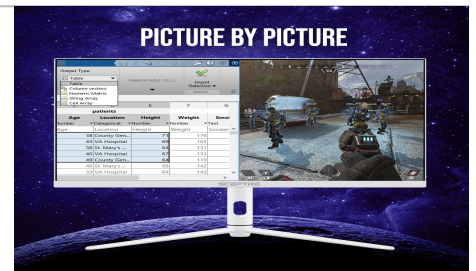 PICTURE BY PICTURE
Output Type:
Table
Table
Column vectors
Numeric Matrix
String Array
Cell Array
UNIMPORTABLE CELLS
Import
Selection
patients
Age Location Height Weight
Number Categorical Number Number
Age Location Height Weight Smoker
38 County Gen... 71 176
43 VA Hospital 69 163
38 St. Mary's ... 64 131
40 VA Hospital 67 133
49 County Gen... 64 119
46 St. Mary's ... 68 142
33 VA Hospital 64 142
SCEPTRE